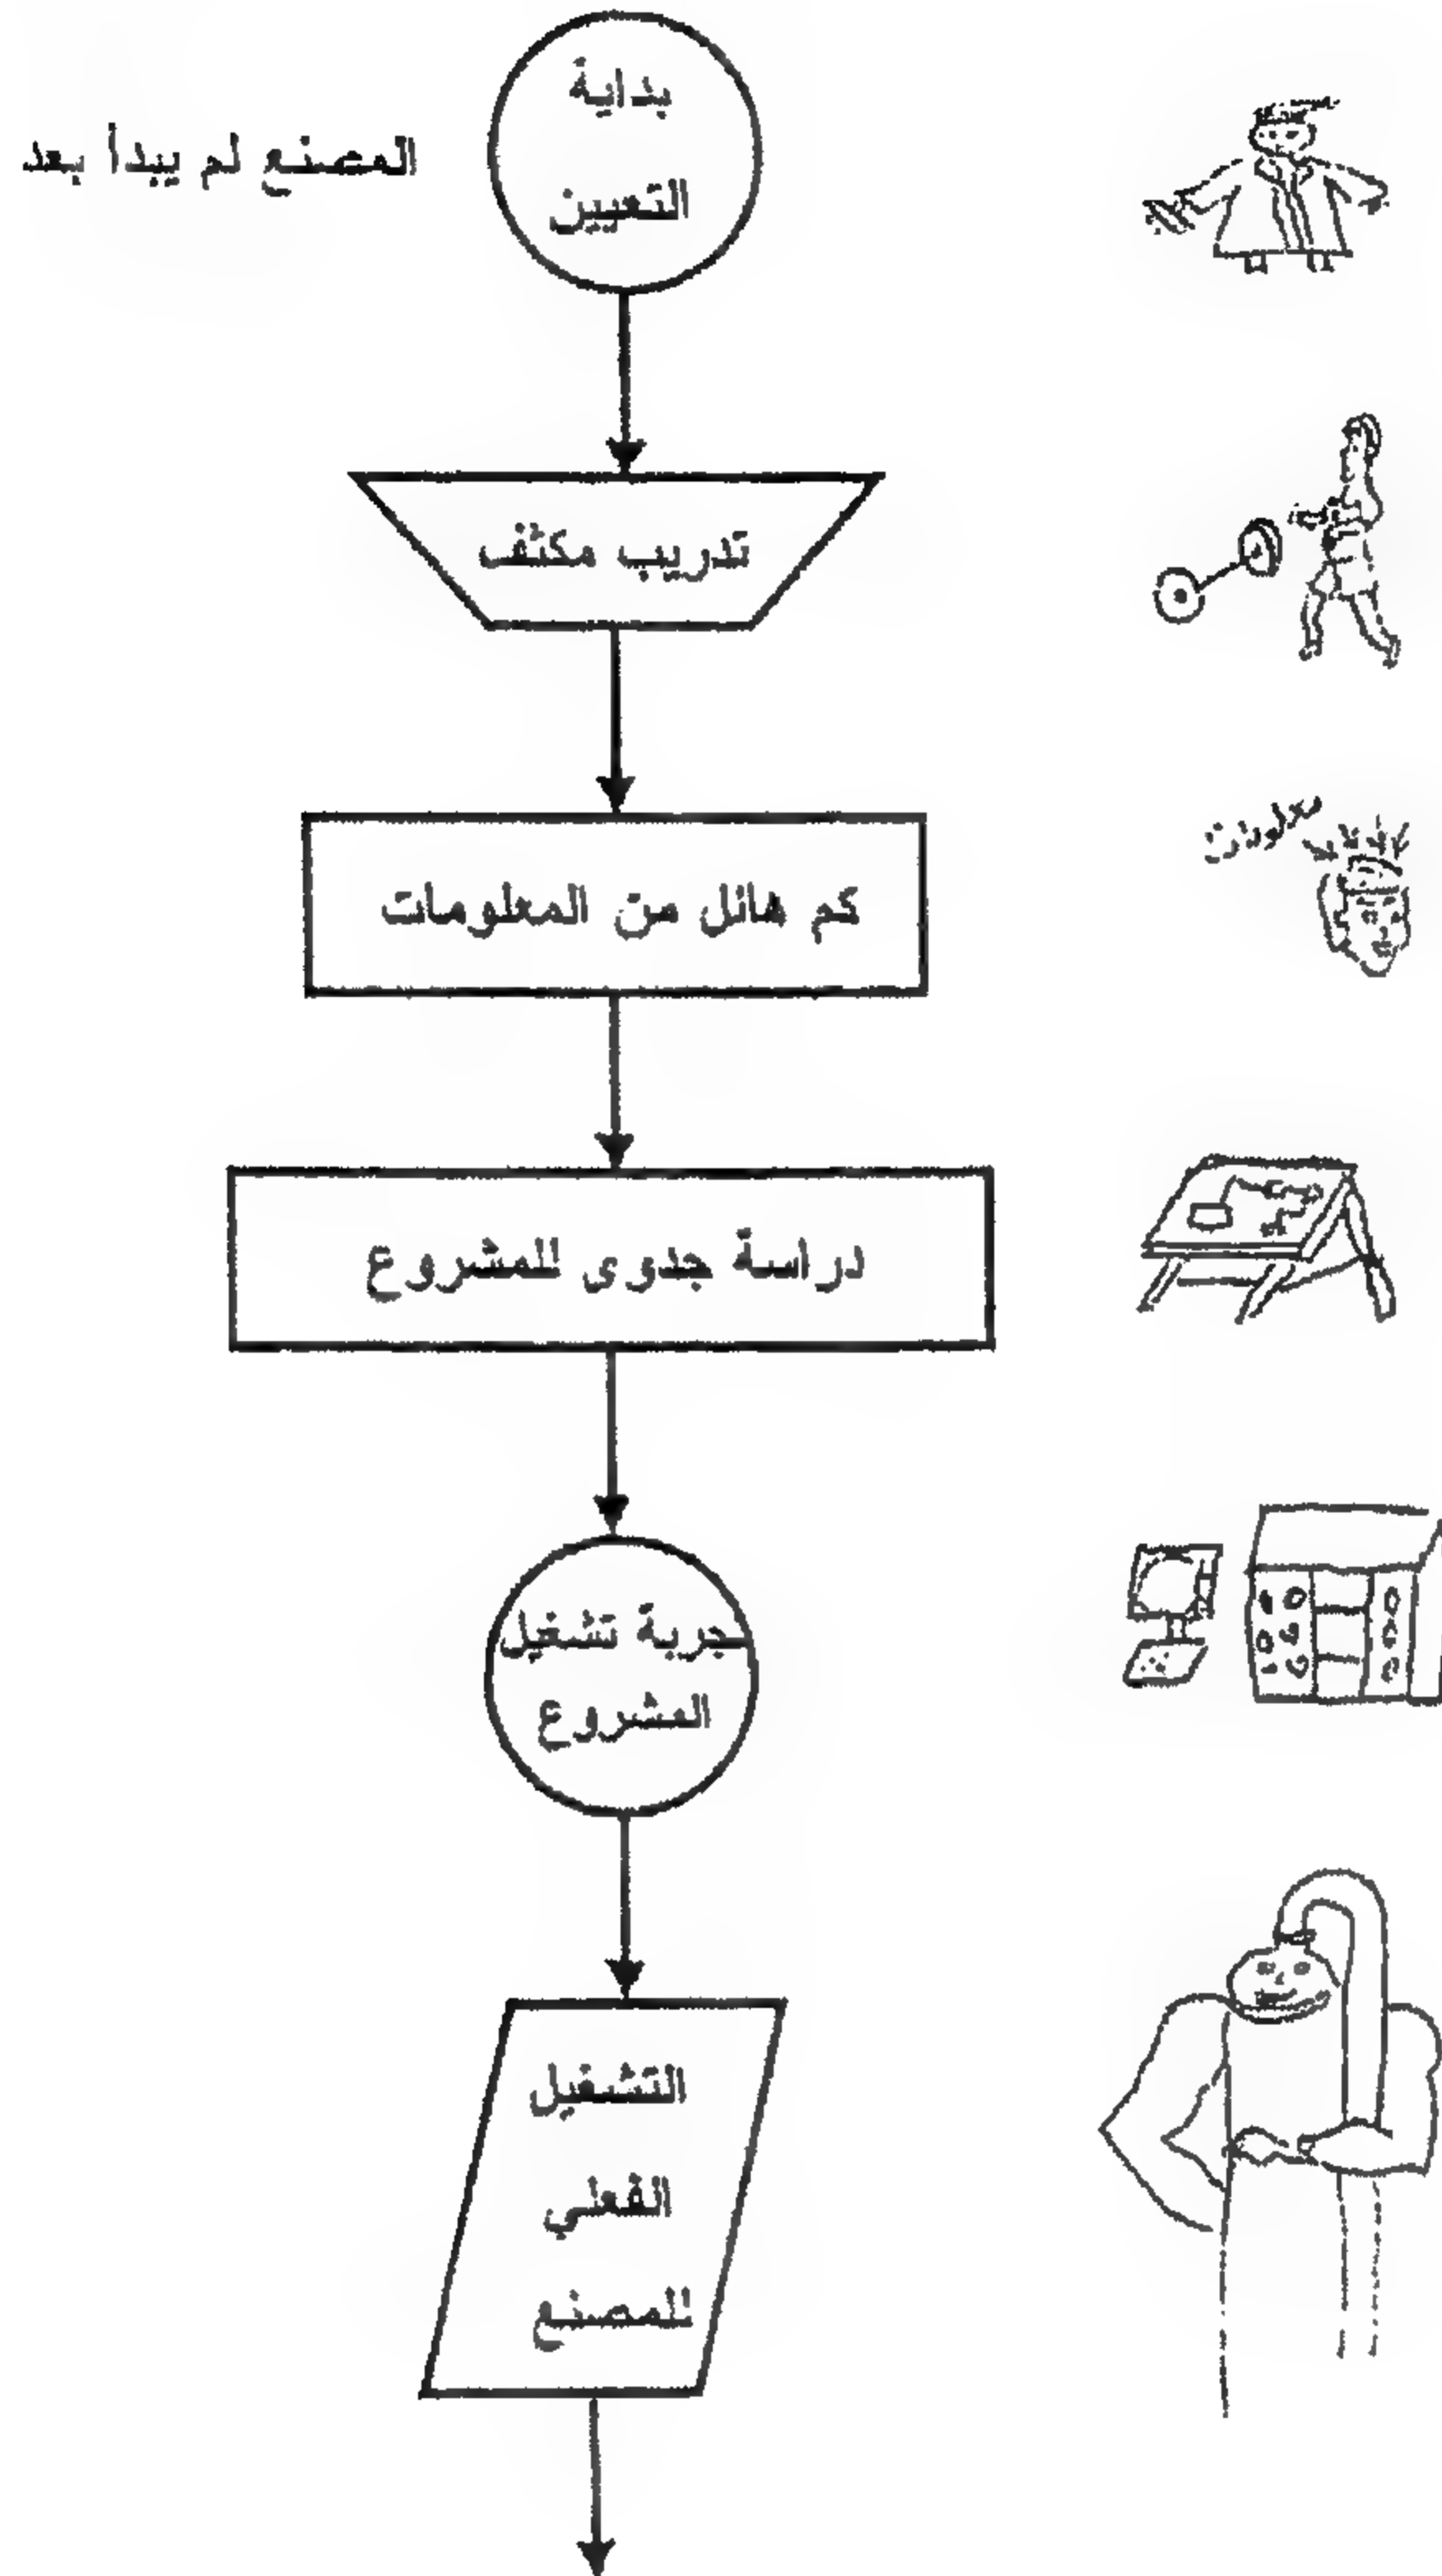 بداية
التعيين
المصنع لم يبدأ بعد
تدريب مكثف
معلومات
كم هائل من المعلومات
دراسة جدوى للمشروع
تجربة تشغيل
المشروع
التشغيل
الفعلي
للمصنع